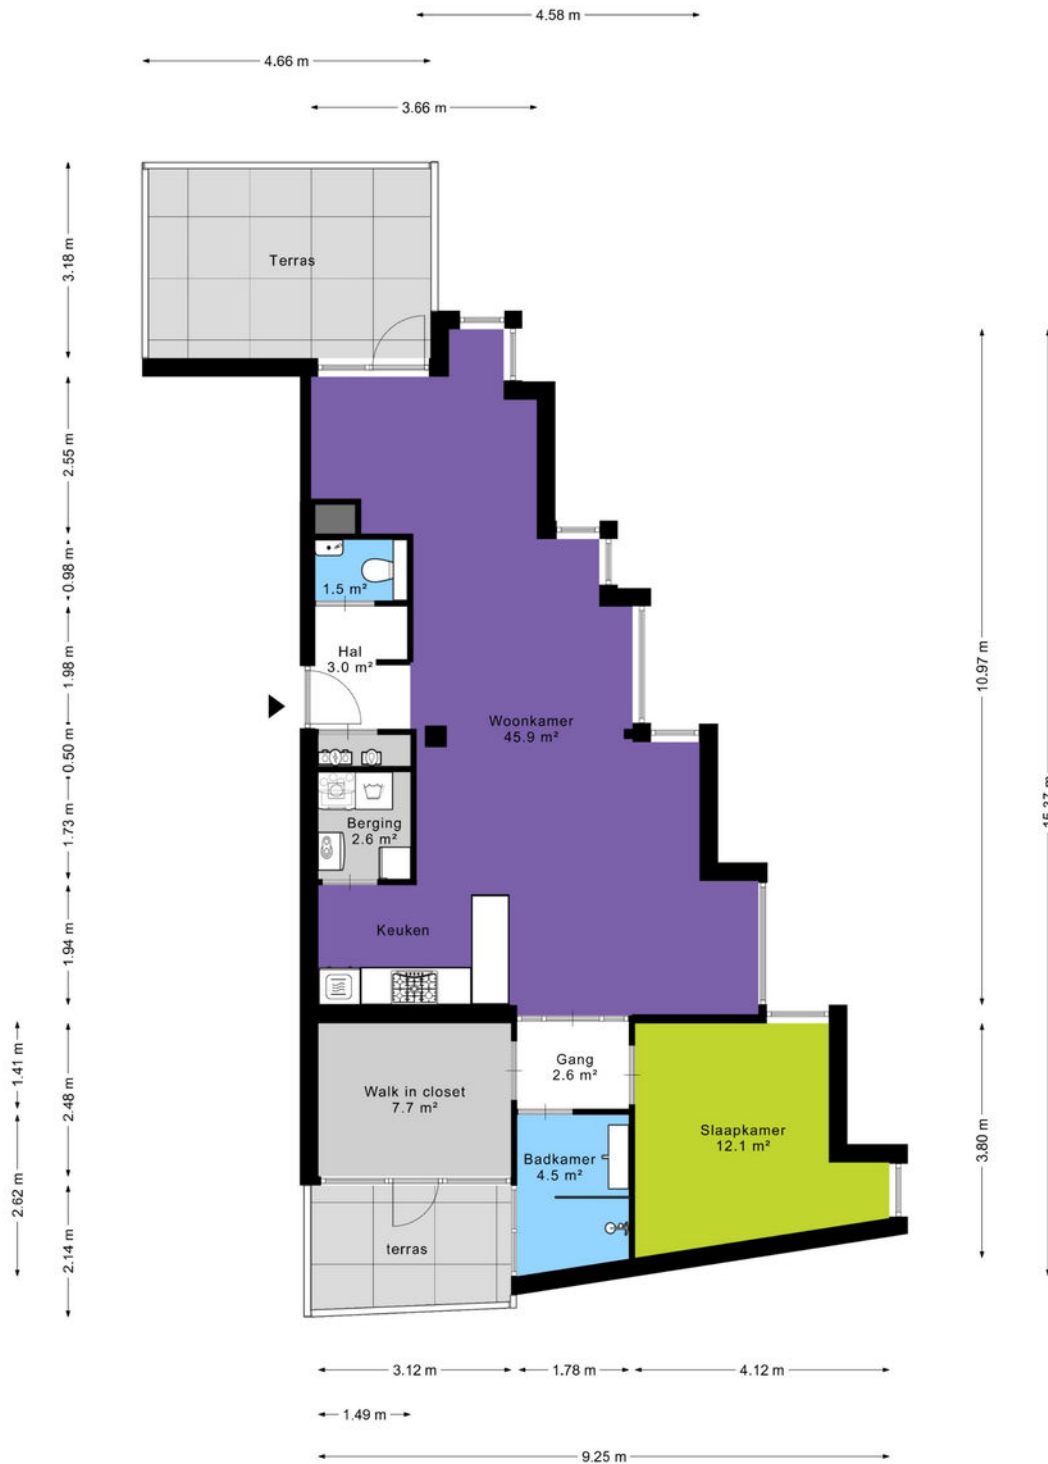 4.58 m
4.66 m
3.66 m
3.18 m
Terras
2.55 m
0.98 m
1.5 m²
1.98 m
Hal
3.0 m²
10.97 m
0.50 m
Woonkamer
45.9 m²
1.73 m
Berging
2.6 m²
15.37 m
1.94 m
Keuken
1.41 m
2.48 m
Walk in closet
7.7 m²
Gang
2.6 m²
Slaapkamer
12.1 m²
3.80 m
Badkamer
4.5 m²
2.62 m
2.14 m
terras
3.12 m
1.78 m
4.12 m
1.49 m
9.25 m